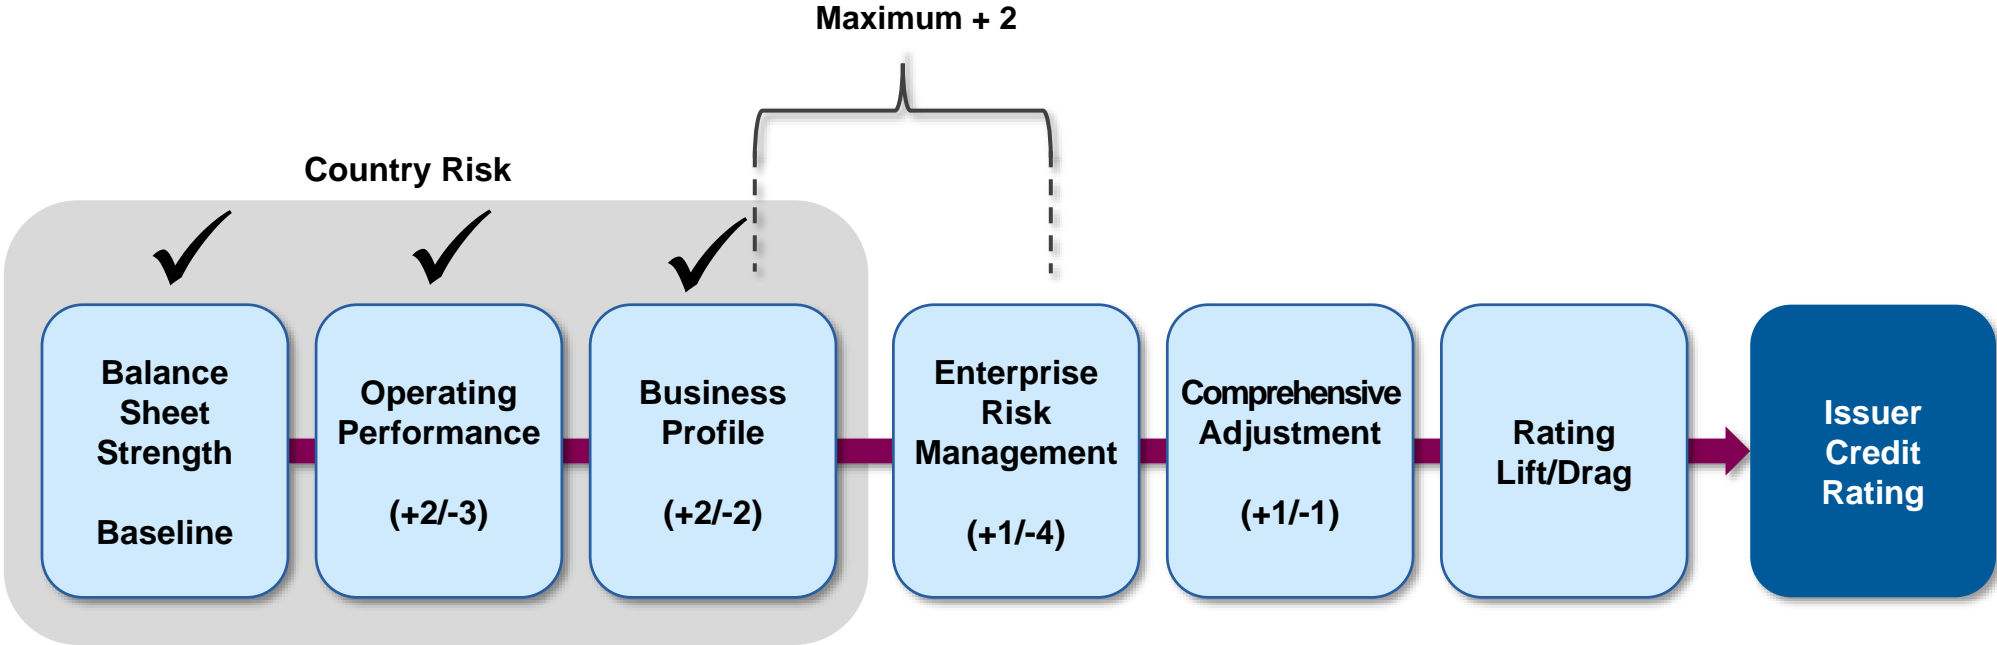 Maximum + 2
Country Risk
Balance
Sheet
Strength
Baseline
Operating
Performance
(+2/-3)
Business
Profile
(+2/-2)
Enterprise
Risk
Management
(+1/-4)
Comprehensive
Adjustment
(+1/-1)
Rating
Lift/Drag
Issuer
Credit
Rating